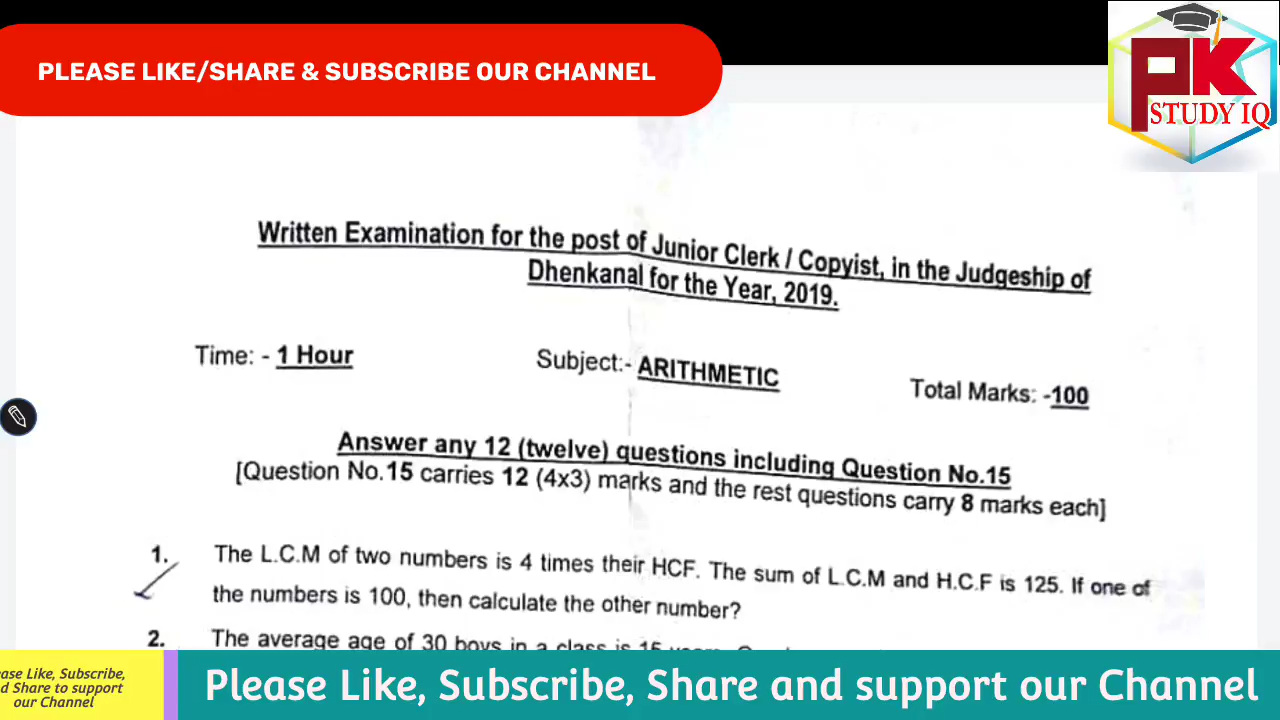 PLEASE LIKE/SHARE & SUBSCRIBE OUR CHANNEL
PK
STUDY IQ
Written Examination for the post of Junior Clerk / Copyist, in the Judgeship of
Dhenkanal for the Year, 2019.
Time: - 1 Hour Subject:- ARITHMETIC Total Marks: -100
Answer any 12 (twelve) questions including Question No.15
[Question No.15 carries 12 (4x3) marks and the rest questions carry 8 marks each]
1. The L.C.M of two numbers is 4 times their HCF. The sum of L.C.M and H.C.F is 125. If one of
the numbers is 100, then calculate the other number?
2. The average age of 30 boys in a class is 15
ase Like, Subscribe,
d Share to support
our Channel
Please Like, Subscribe, Share and support our Channel